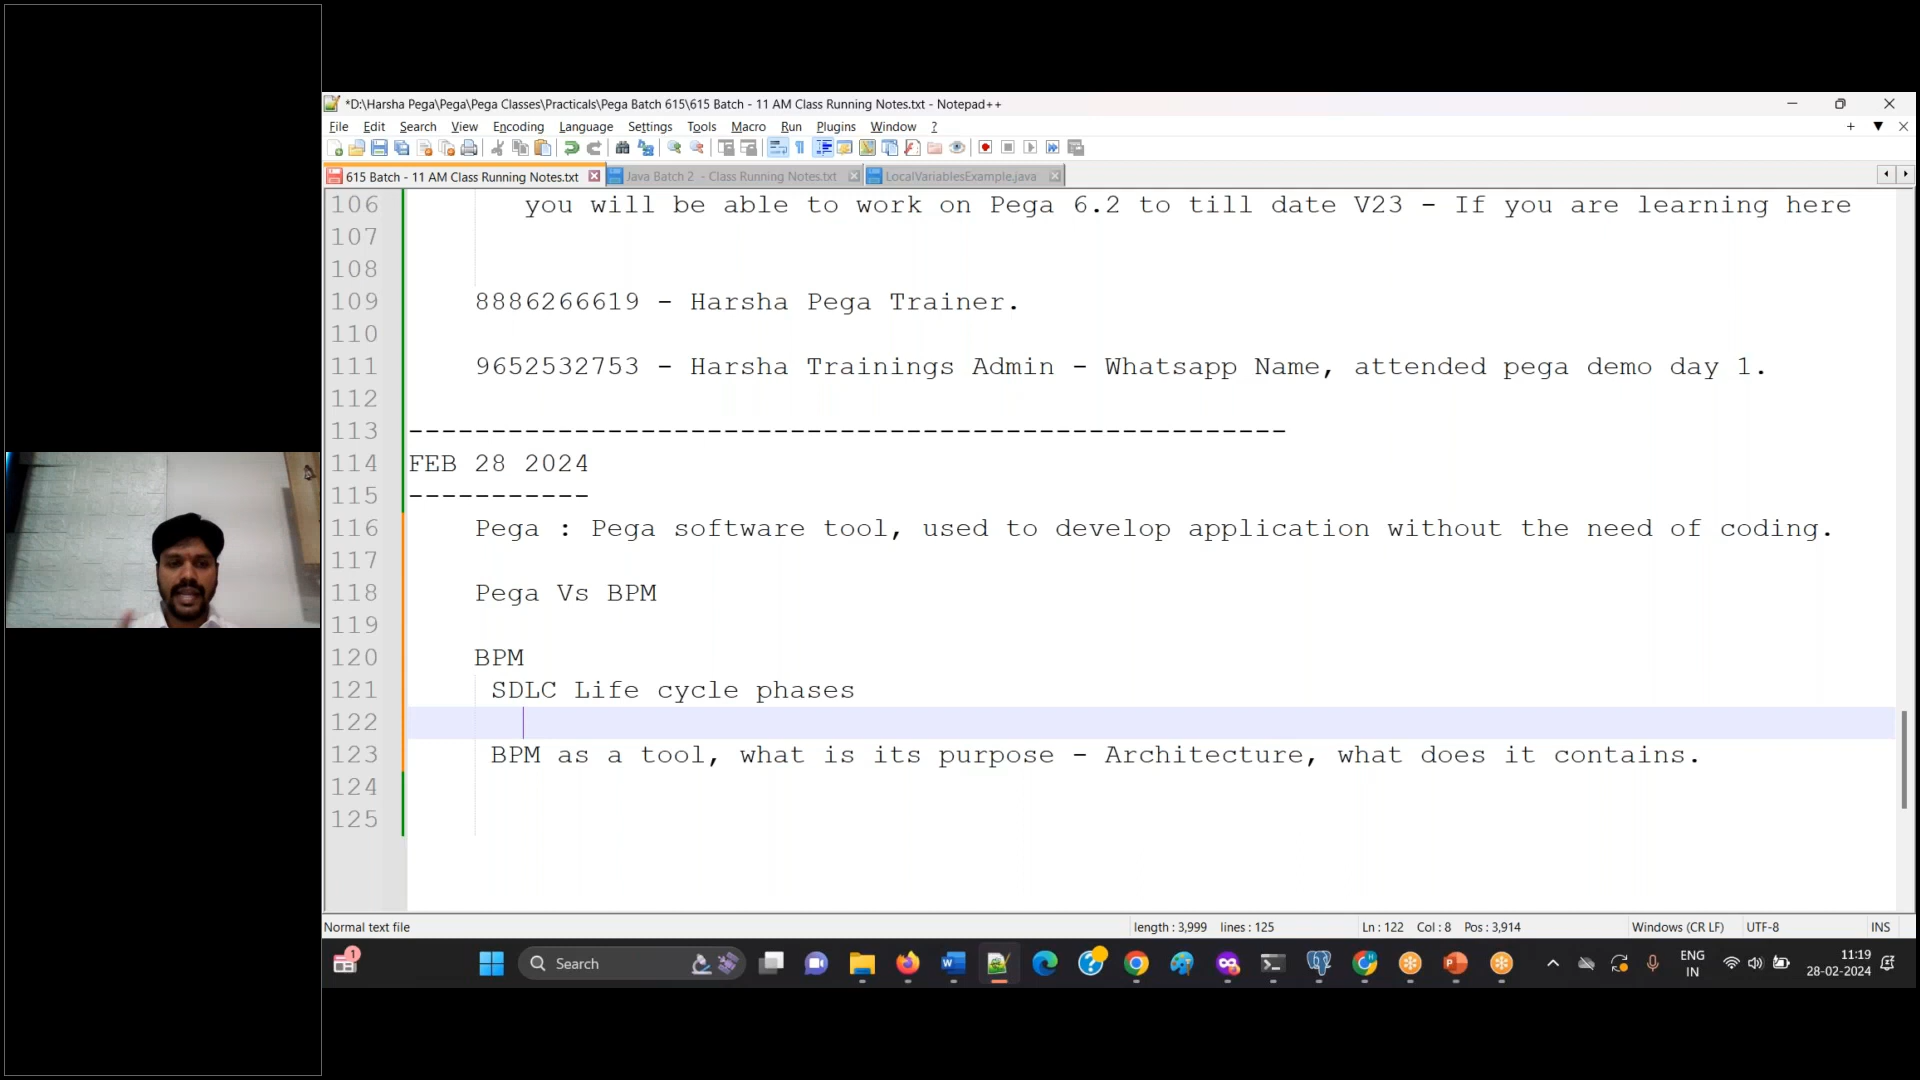 *D:\Harsha Pega\Pega\Pega Classes\Practicals\Pega Batch 615\615 Batch - 11 AM Class Running Notes.txt - Notepad++
File Edit Search View Encoding Language Settings Tools Macro Run Plugins Window ?
615 Batch - 11 AM Class Running Notes.txt Java Batch 2 - Class Running Notes.txt LocalVariablesExample.java
106 you will be able to work on Pega 6.2 to till date V23 - If you are learning here
107
108
109 8886266619 - Harsha Pega Trainer.
110
111 9652532753 - Harsha Trainings Admin - Whatsapp Name, attended pega demo day 1.
112
113 -----------------------------------------------------
114 FEB 28 2024
115 -----------
116 Pega : Pega software tool, used to develop application without the need of coding.
117
118 Pega Vs BPM
119
120 BPM
121 SDLC Life cycle phases
122
123 BPM as a tool, what is its purpose - Architecture, what does it contains.
124
125
Normal text file length : 3,999 lines : 125 Ln : 122 Col : 8 Pos : 3,914 Windows (CR LF) UTF-8 INS
1 Search ENG 11:19
IN 28-02-2024